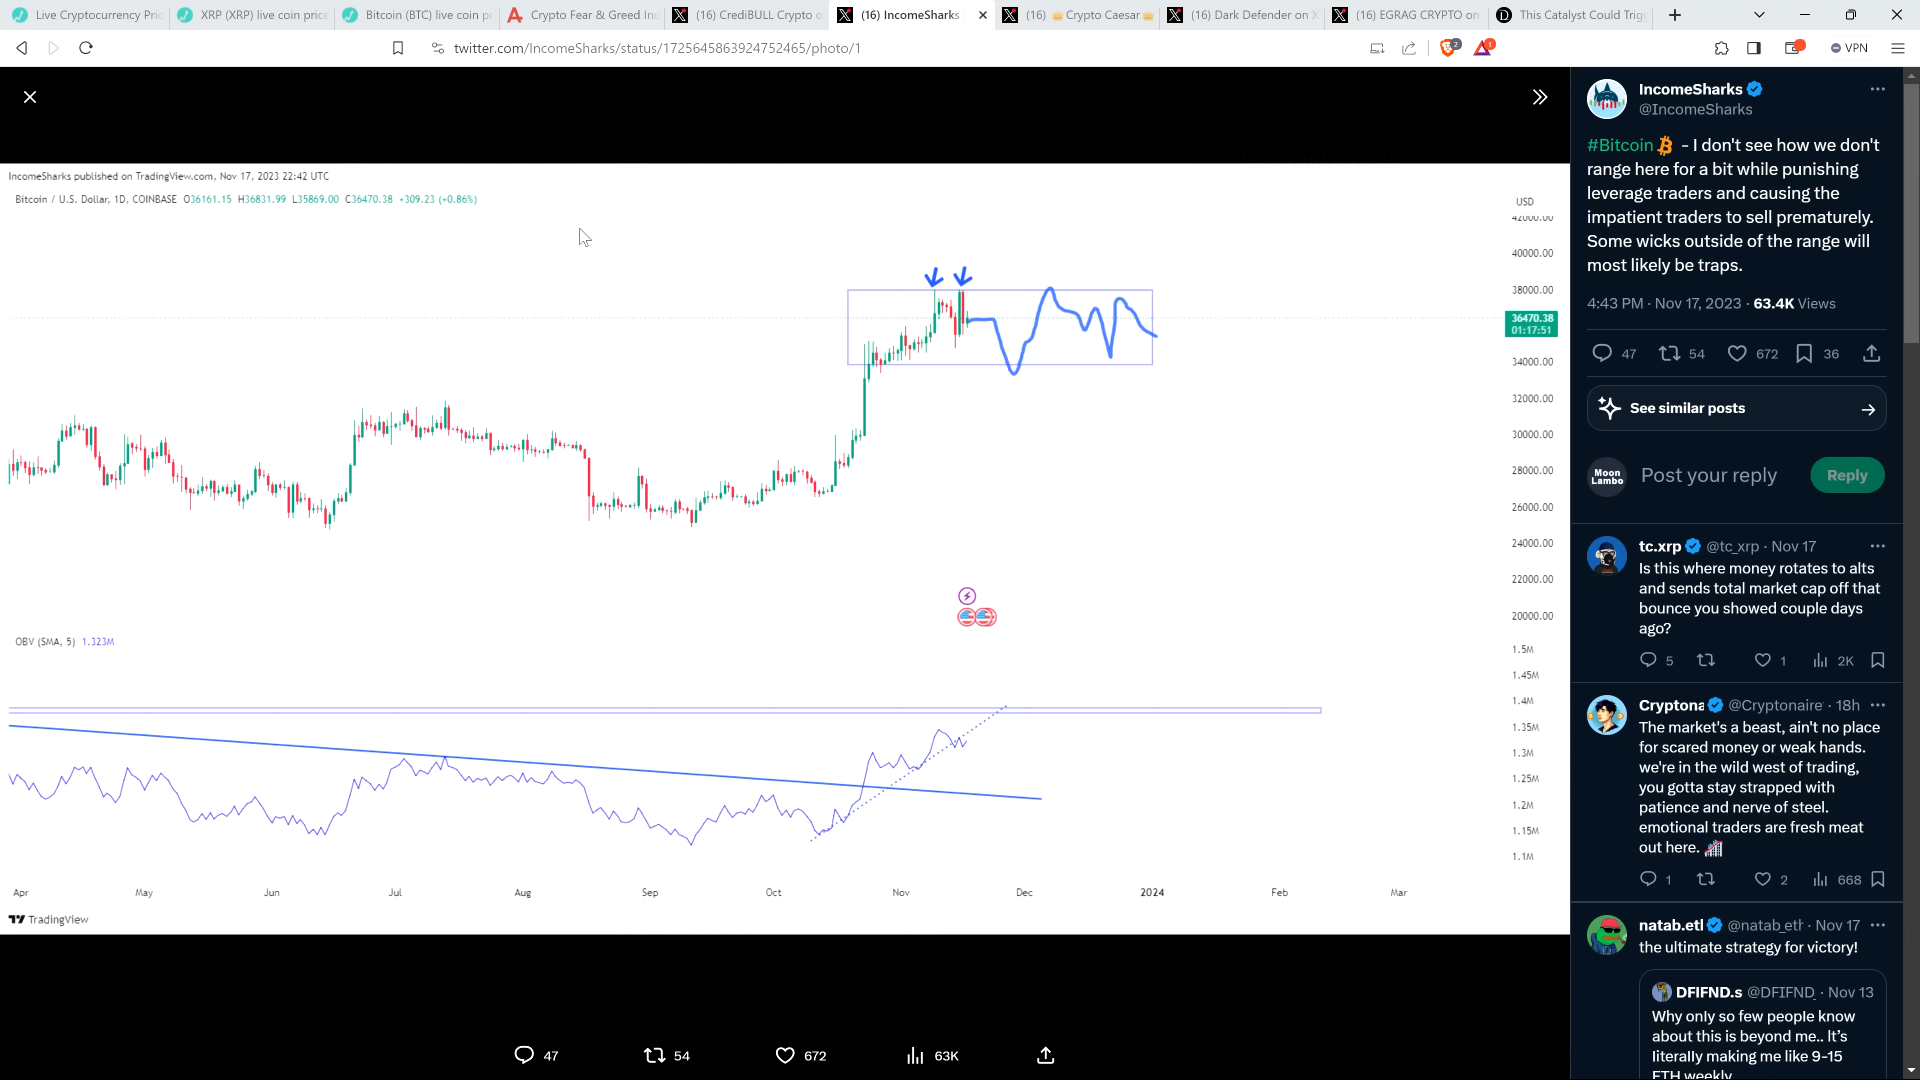 Live Cryptocurrency Pric
XRP (XRP) live coin price
Bitcoin (BTC) live coin pr
Crypto Fear & Greed Ind
(16) CrediBULL Crypto o
(16) IncomeSharks
(16) 👑Crypto Caesar👑
(16) Dark Defender on X
(16) EGRAG CRYPTO on
This Catalyst Could Trig
twitter.com/IncomeSharks/status/1725645863924752465/photo/1
2
1
VPN
IncomeSharks published on TradingView.com, Nov 17, 2023 22:42 UTC
Bitcoin / U.S. Dollar, 1D, COINBASE O36161.15 H36831.99 L35869.00 C36470.38 +309.23 (+0.86%)
USD
42000.00
40000.00
38000.00
36470.38
01:17:51
34000.00
32000.00
30000.00
28000.00
26000.00
24000.00
22000.00
20000.00
OBV (SMA, 5) 1.323M
1.5M
1.45M
1.4M
1.35M
1.3M
1.25M
1.2M
1.15M
1.1M
Apr May Jun Jul Aug Sep Oct Nov Dec 2024 Feb Mar
TradingView
47 54 672 63K
IncomeSharks
@IncomeSharks
#Bitcoin - I don't see how we don't
range here for a bit while punishing
leverage traders and causing the
impatient traders to sell prematurely.
Some wicks outside of the range will
most likely be traps.
4:43 PM · Nov 17, 2023 · 63.4K Views
47 54 672 36
See similar posts
Moon
Lambo
Post your reply
Reply
tc.xrp @tc_xrp · Nov 17
Is this where money rotates to alts
and sends total market cap off that
bounce you showed couple days
ago?
5 1 2K
Cryptona @Cryptonaire · 18h
The market's a beast, ain't no place
for scared money or weak hands.
we're in the wild west of trading,
you gotta stay strapped with
patience and nerve of steel.
emotional traders are fresh meat
out here.
1 2 668
natab.etl @natab_eth · Nov 17
the ultimate strategy for victory!
DFIFND.s @DFIFND_ · Nov 13
Why only so few people know
about this is beyond me.. It's
literally making me like 9-15
ETH weekly